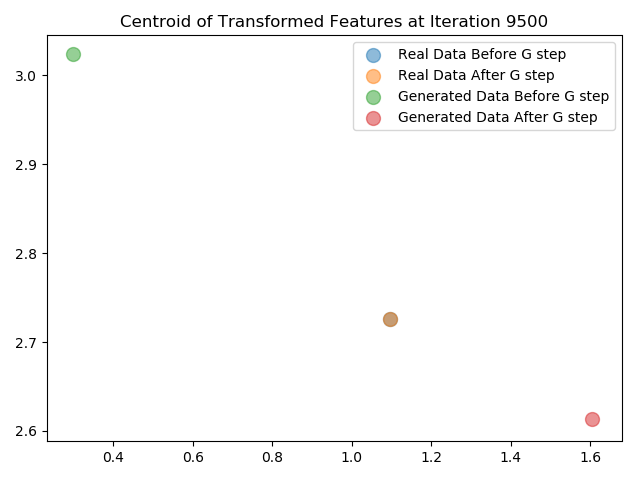 Centroid of Transformed Features at Iteration 9500
Real Data Before G step
Real Data After G step
Generated Data Before G step
Generated Data After G step
3.0
2.9
2.8
2.7
2.6
0.4 0.6 0.8 1.0 1.2 1.4 1.6